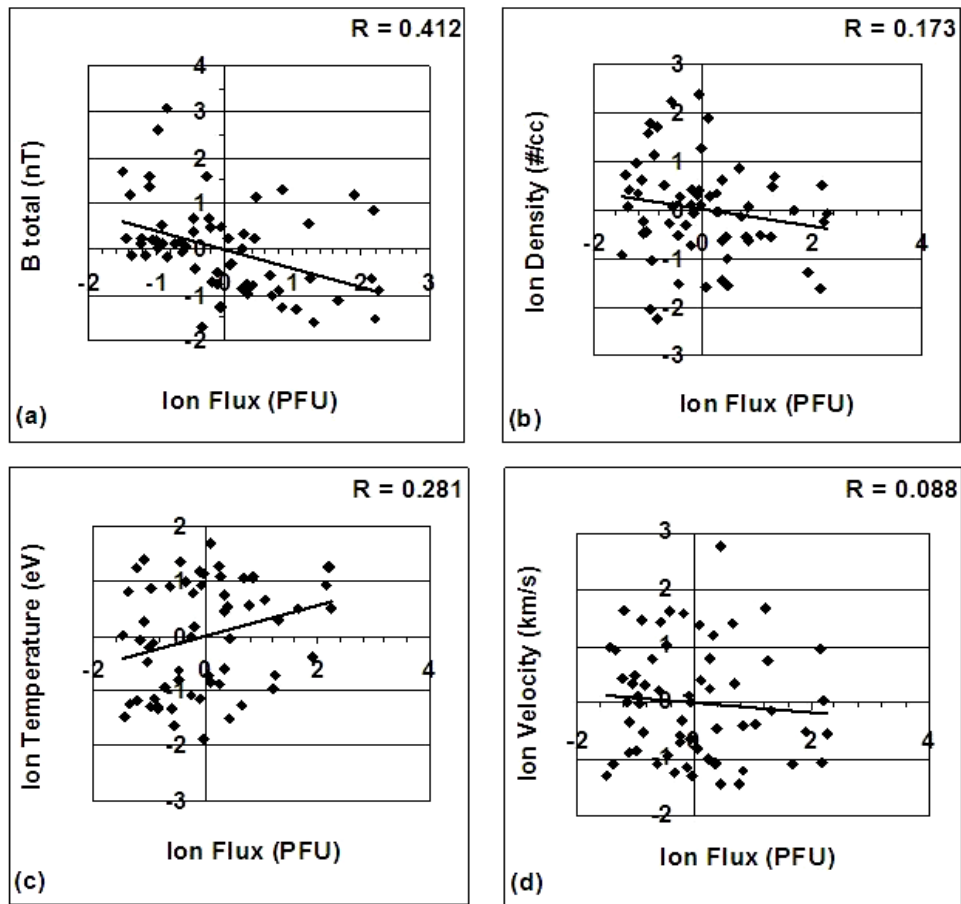 R = 0.412
B total (nT)
4
3
2
1
0
-1
-2
-2 -1 0 1 2 3
Ion Flux (PFU)
(a)
R = 0.173
Ion Density (#/cc)
3
2
1
0
-1
-2
-3
-2 0 2 4
Ion Flux (PFU)
(b)
R = 0.281
Ion Temperature (eV)
2
1
0
-1
-2
-3
-2 0 2 4
Ion Flux (PFU)
(c)
R = 0.088
Ion Velocity (km/s)
3
2
1
0
-1
-2
-2 0 2 4
Ion Flux (PFU)
(d)